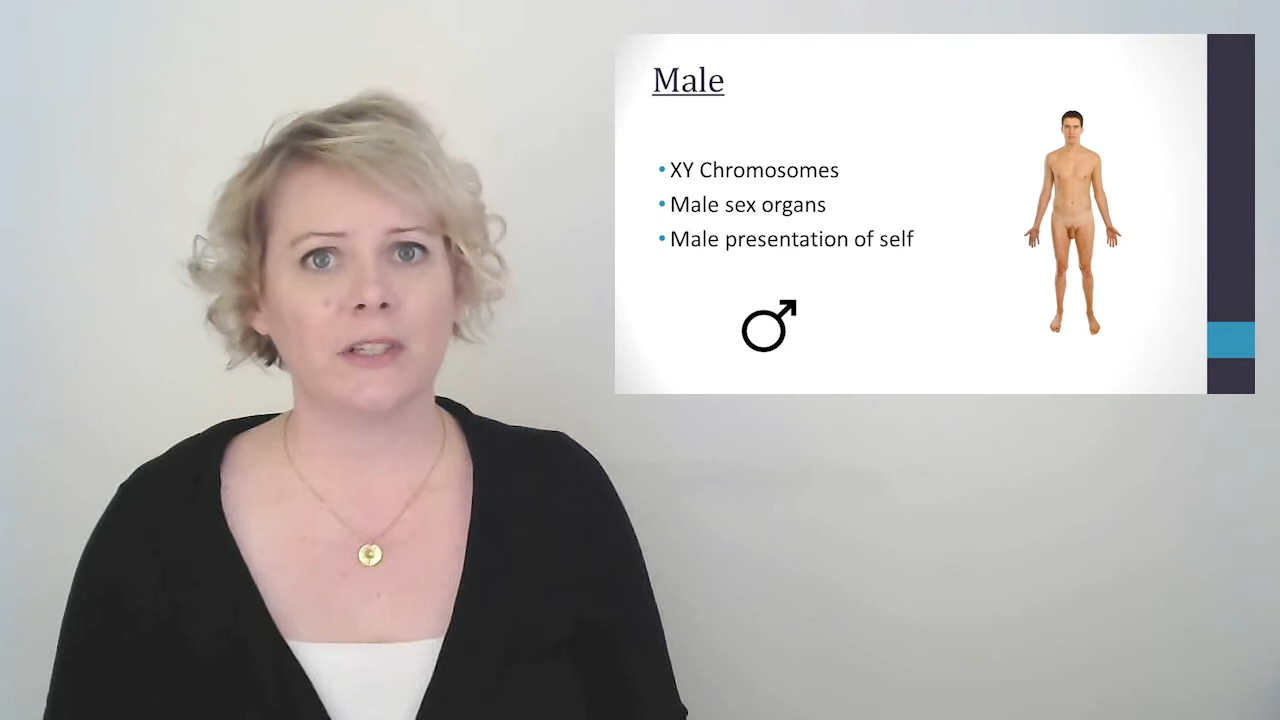 Male
• XY Chromosomes
• Male sex organs
• Male presentation of self